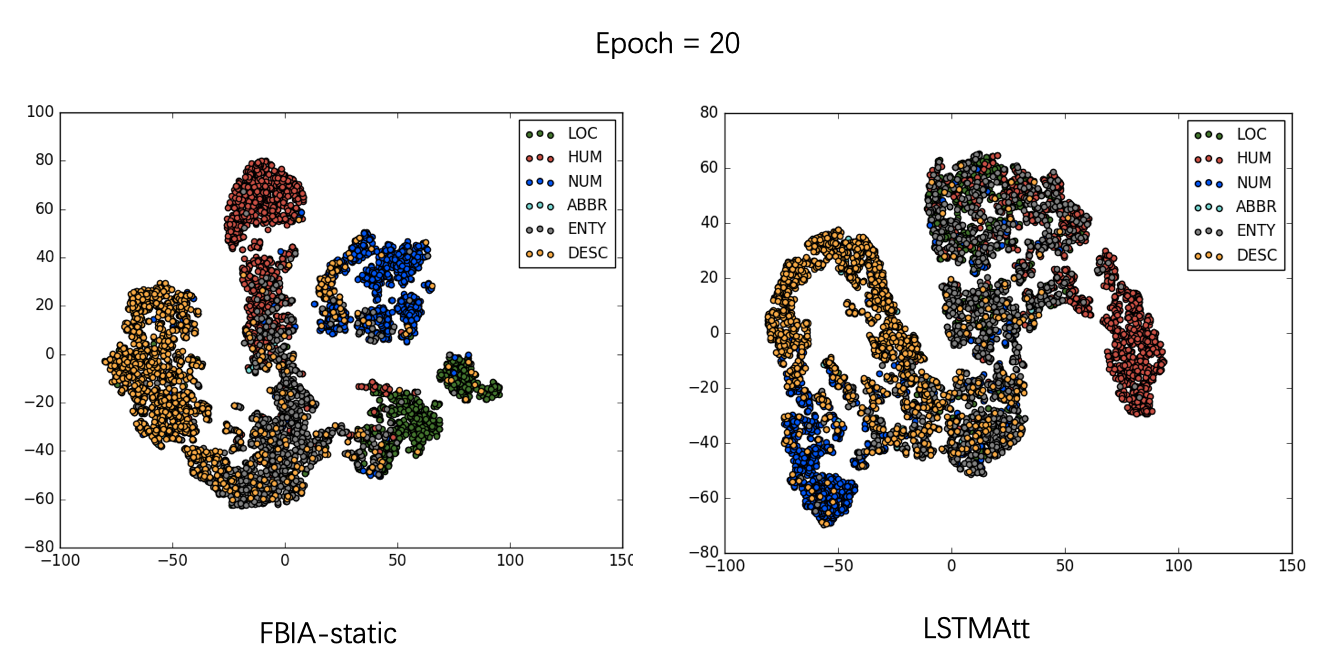 Epoch = 20
100
80
60
40
20
0
−20
−40
−60
−80
−100
−50
0
50
100
150
LOC
HUM
NUM
ABBR
ENTY
DESC
FBIA-static
80
60
40
20
0
−20
−40
−60
−80
−100
−50
0
50
100
150
LOC
HUM
NUM
ABBR
ENTY
DESC
LSTMAtt